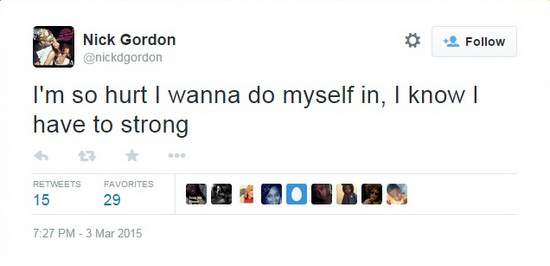 Nick Gordon
@nickdgordon
Follow
I'm so hurt I wanna do myself in, I know I
have to strong
RETWEETS FAVORITES
15 29
7:27 PM - 3 Mar 2015